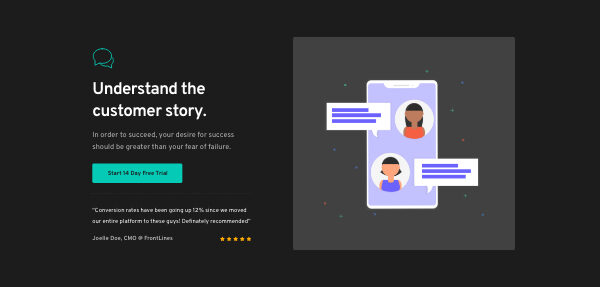 Understand the
customer story.
In order to succeed, your desire for success
should be greater than your fear of failure.
Start 14 Day Free Trial
"Conversion rates have been going up 12% since we moved
our entire platform to these guys! Definately recommended"
Joelle Doe, CMO @ FrontLines